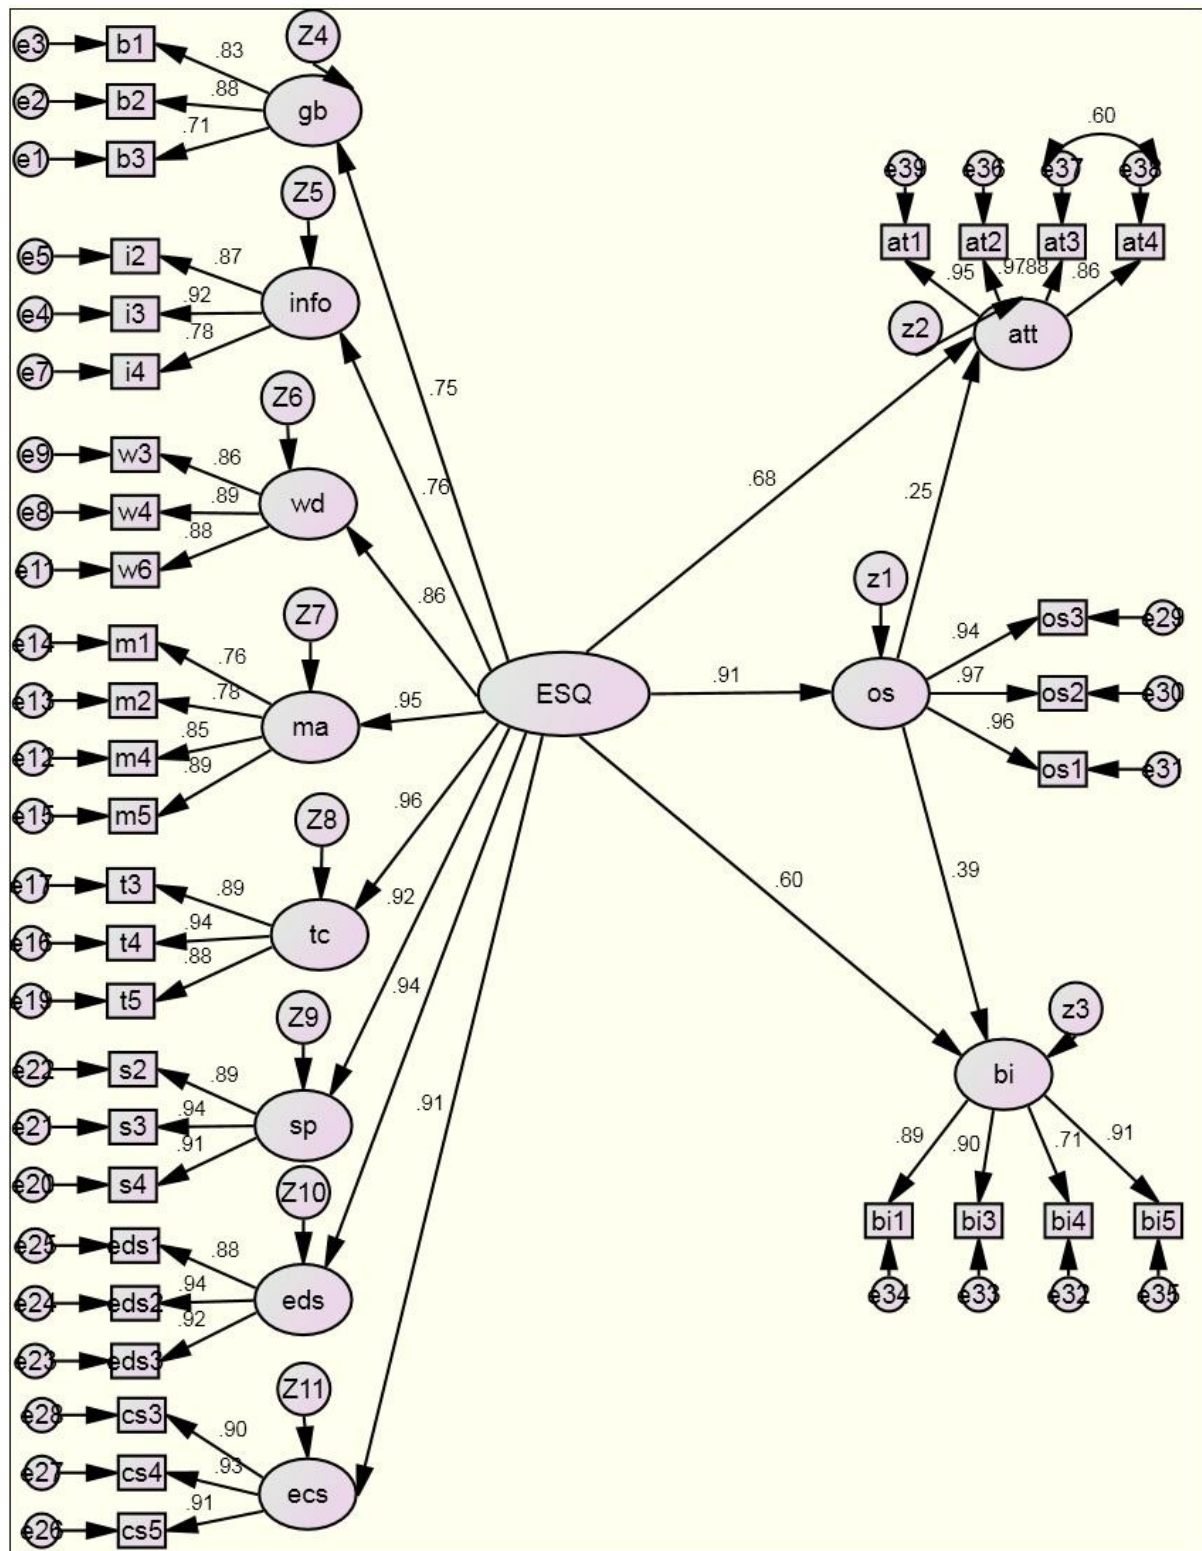 e3 b1 .83 Z4
e2 b2 .88 gb
e1 b3 .71
.60
e39 e36 e37 e38
at1 at2 at3 at4
.95 .97 .88 .86
z2 att
Z5
e5 i2 .87
e4 i3 .92 info
e7 i4 .78
.75
Z6
e9 w3 .86
e8 w4 .89 wd
e11 w6 .88
.76
.68
.25
.86
Z7
e14 m1 .76
e13 m2 .78 ma
e12 m4 .85
e15 m5 .89
.95 ESQ .91 os
z1
.94 os3 e29
.97 os2 e30
.96 os1 e31
Z8
e17 t3 .89
e16 t4 .94 tc
e19 t5 .88
.96
.92
.94
.91
.60
.39
Z9
e22 s2 .89
e21 s3 .94 sp
e20 s4 .91
z3
bi
.89 .90 .71 .91
bi1 bi3 bi4 bi5
e34 e33 e32 e35
Z10
e25 eds1 .88
e24 eds2 .94 eds
e23 eds3 .92
Z11
e28 cs3 .90
e27 cs4 .93 ecs
e26 cs5 .91